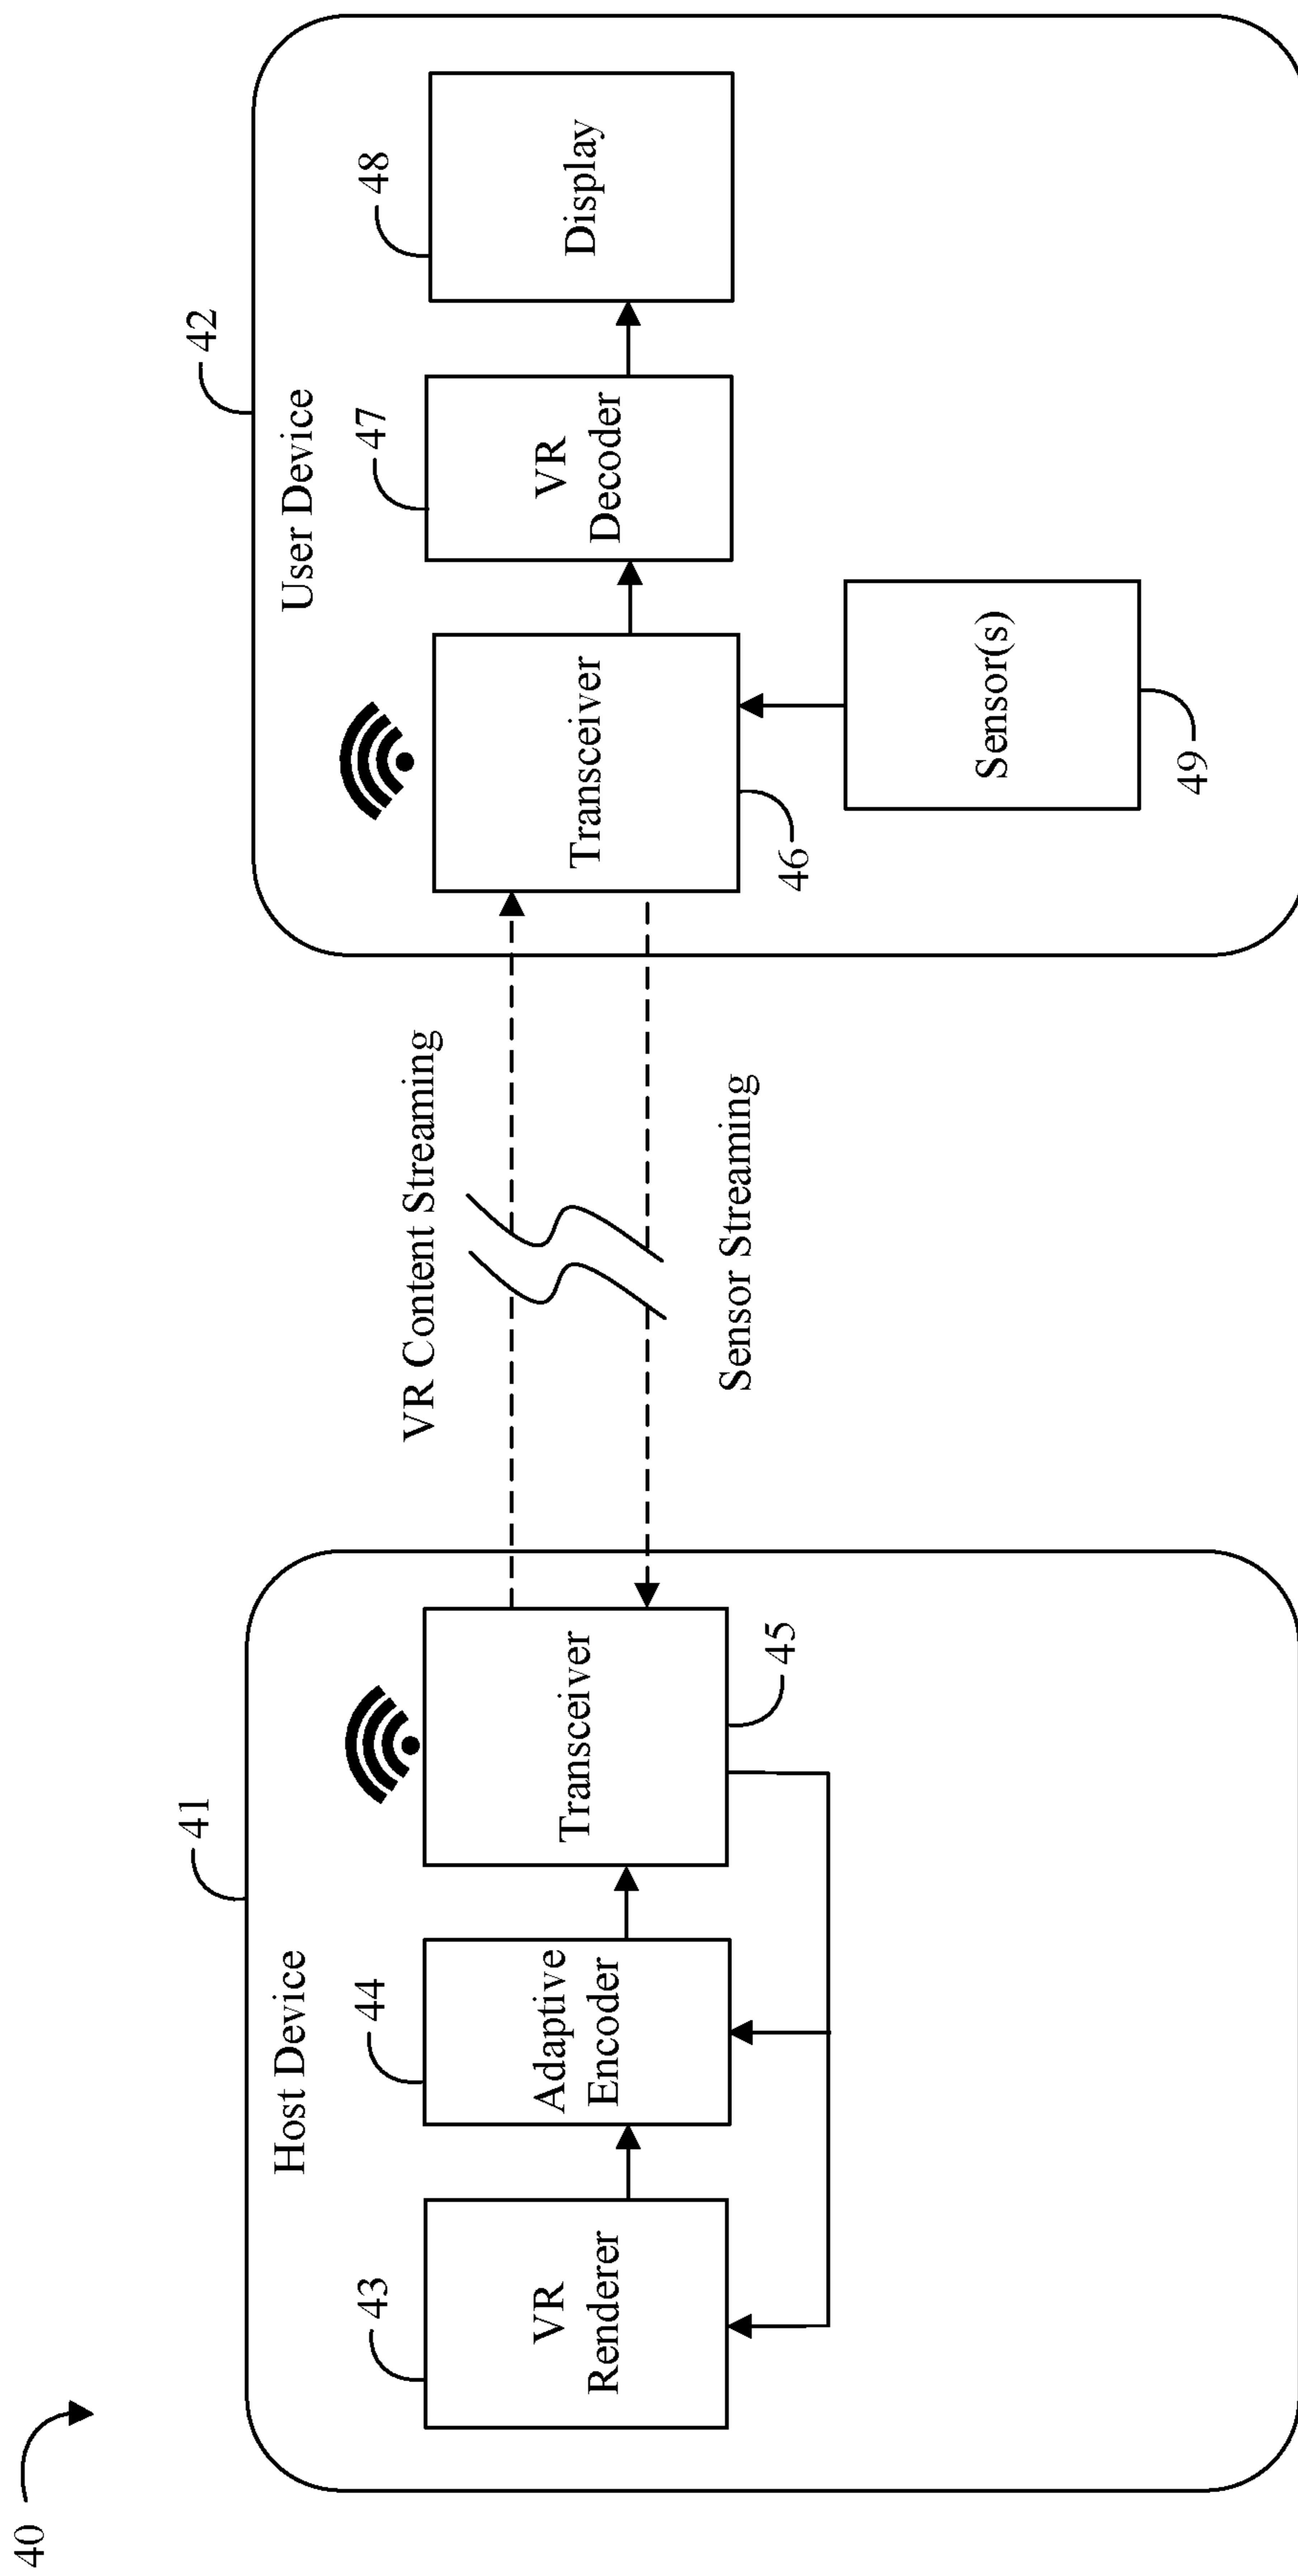 40
41
Host Device
43
VR
Renderer
44
Adaptive
Encoder
Transceiver
45
VR Content Streaming
Sensor Streaming
42
User Device
Transceiver
46
47
VR
Decoder
48
Display
Sensor(s)
49